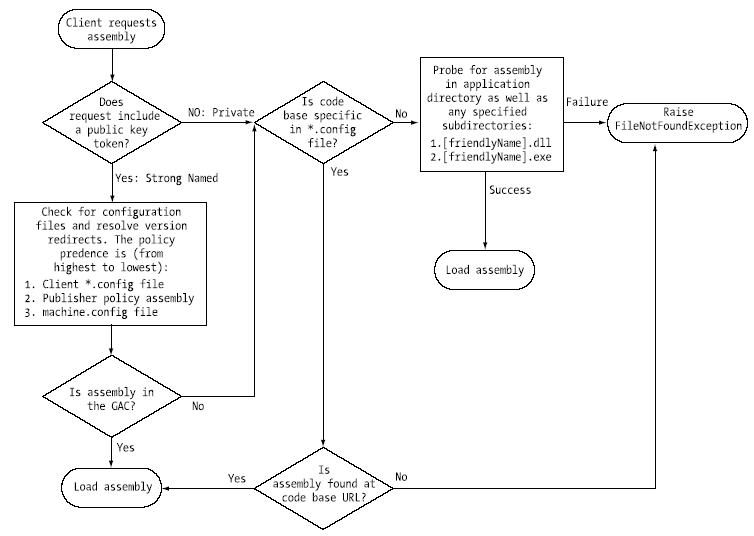 Client requests
assembly
Does
request include
a public key
token?
NO: Private
Yes: Strong Named
Check for configuration
files and resolve version
redirects. The policy
predence is (from
highest to lowest):
1. Client *.config file
2. Publisher policy assembly
3. machine.config file
Is assembly in
the GAC?
No
Yes
Load assembly
Is code
base specific
in *.config
file?
No
Yes
Probe for assembly
in application
directory as well as
any specified
subdirectories:
1.[friendlyName].dll
2.[friendlyName].exe
Failure
Raise
FileNotFoundException
Success
Load assembly
Is
assembly found at
code base URL?
Yes
No